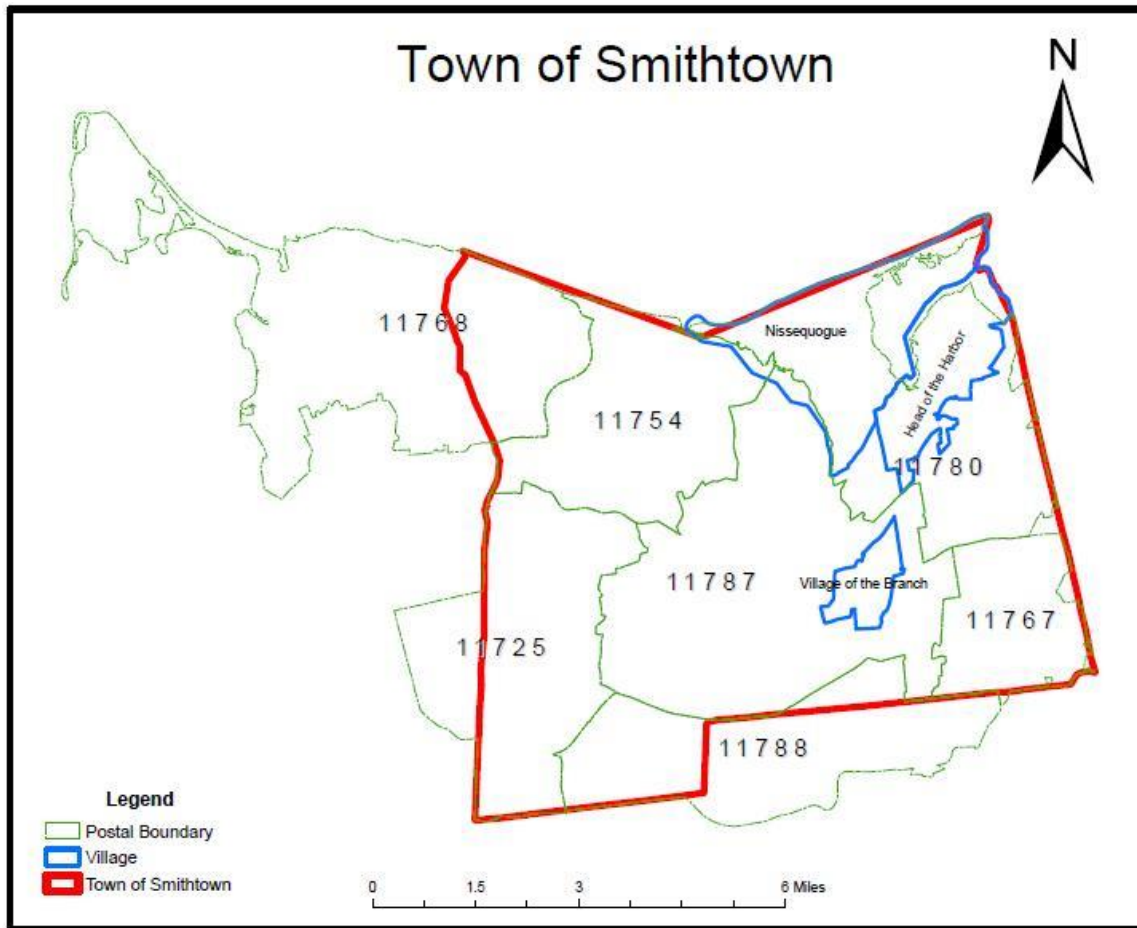 Town of Smithtown
N
11768
Nissequogue
Head of the Harbor
11754
11780
11787
Village of the Branch
11767
11725
11788
Legend
Postal Boundary
Village
Town of Smithtown
0 1.5 3 6 Miles